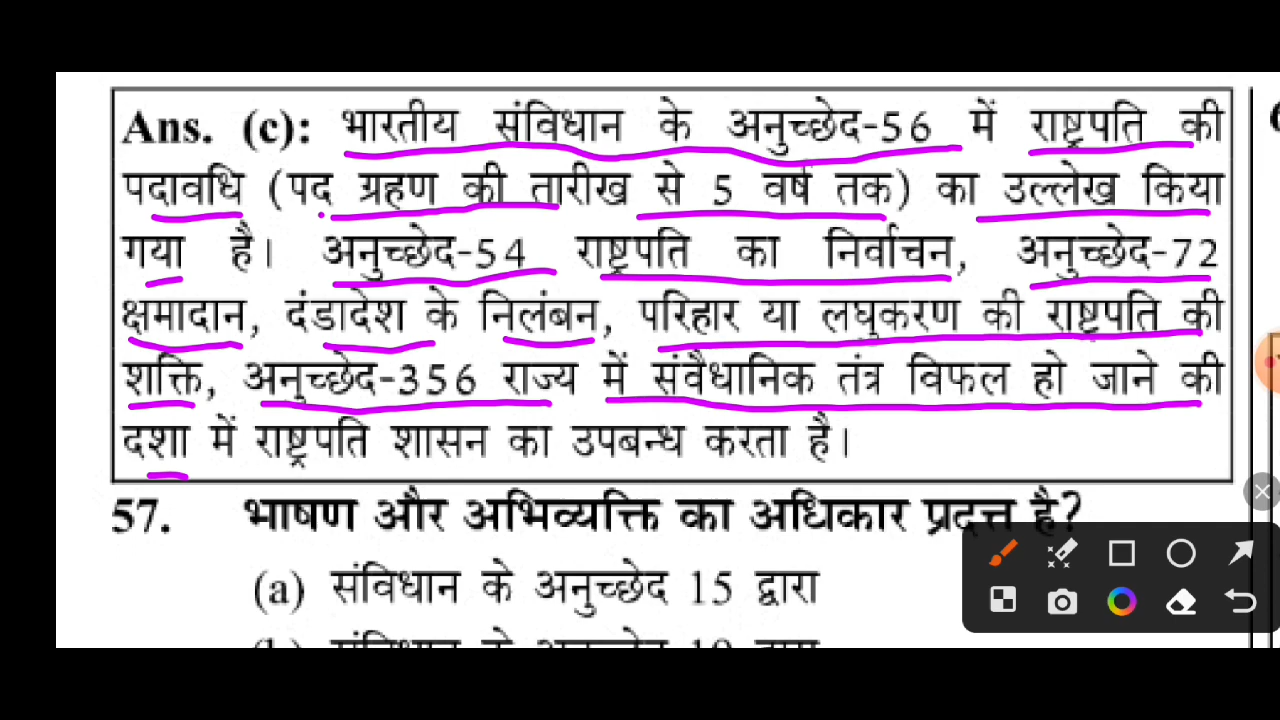 Ans. (c): भारतीय संविधान के अनुच्छेद-56 में राष्ट्रपति की
पदावधि (पद ग्रहण की तारीख से 5 वर्ष तक) का उल्लेख किया
गया है। अनुच्छेद-54 राष्ट्रपति का निर्वाचन, अनुच्छेद-72
क्षमादान, दंडादेश के निलंबन, परिहार या लघुकरण की राष्ट्रपति की
शक्ति, अनुच्छेद-356 राज्य में संवैधानिक तंत्र विफल हो जाने की
दशा में राष्ट्रपति शासन का उपबन्ध करता है।
57. भाषण और अभिव्यक्ति का अधिकार प्रदत्त है?
(a) संविधान के अनुच्छेद 15 द्वारा